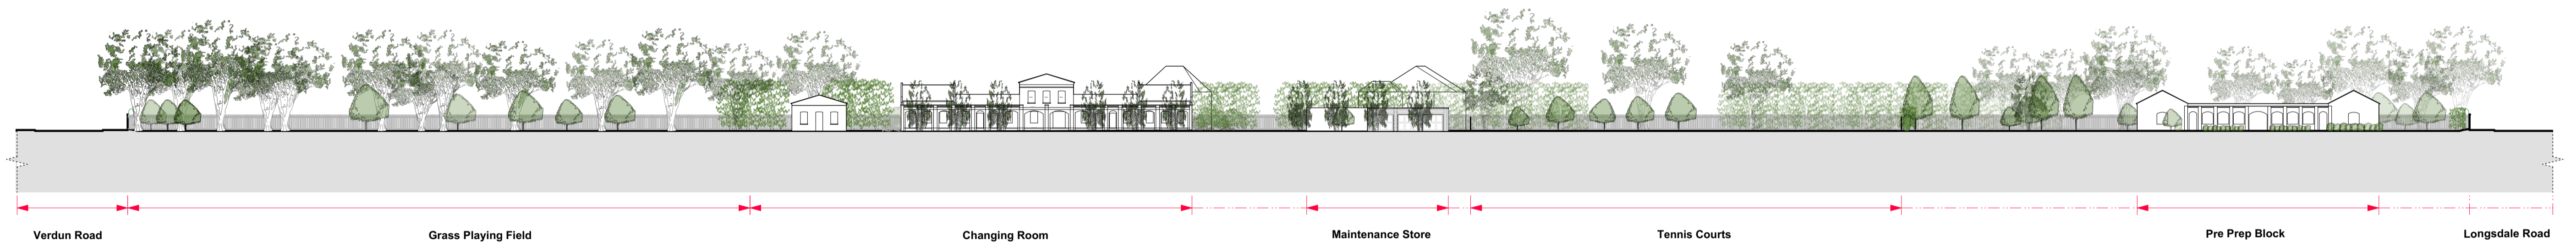 Verdun Road
Grass Playing Field
Changing Room
Maintenance Store
Tennis Courts
Pre Prep Block
Longsdale Road